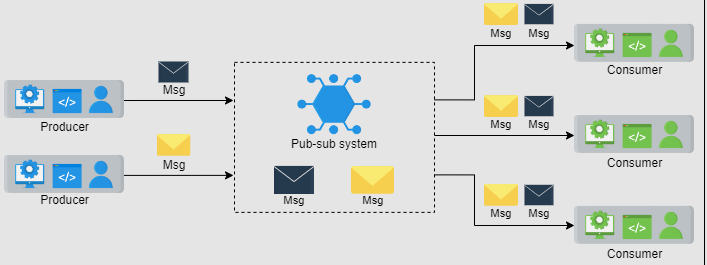 Msg Msg
Consumer
Msg
Producer
Msg Msg
Pub-sub system
Consumer
Msg
Producer
Msg Msg
Msg Msg
Consumer